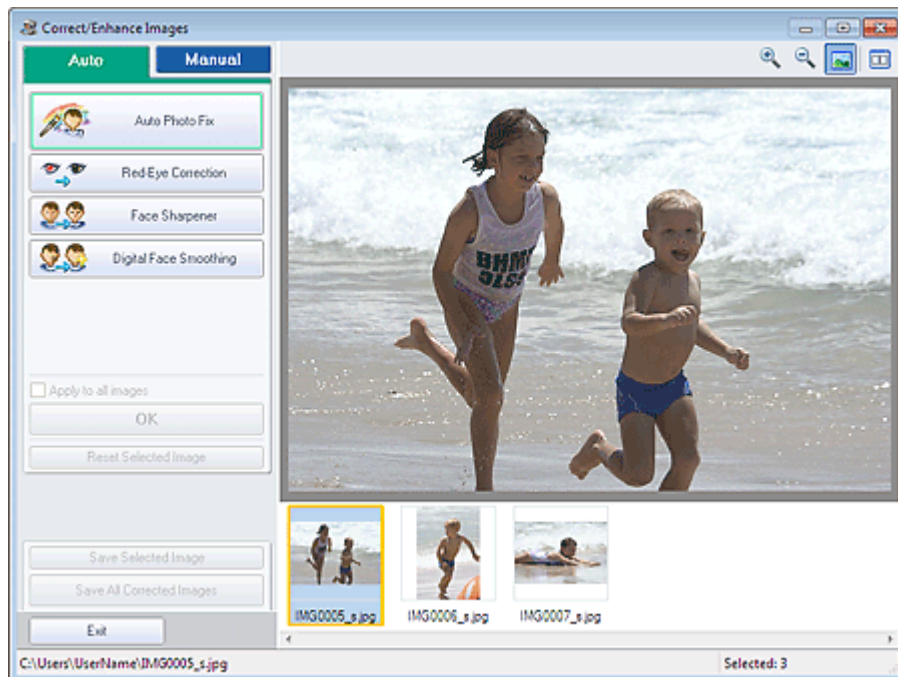 Correct/Enhance Images
Auto
Manual
Auto Photo Fix
Red-Eye Correction
Face Sharpener
Digital Face Smoothing
BHMW
Apply to all images
OK
Reset Selected Image
Save Selected Image
Save All Corrected Images
Exit
IMG0005_s.jpg
IMG0006_s.jpg
IMG0007_s.jpg
C:\Users\UserName\IMG0005_s.jpg
Selected: 3